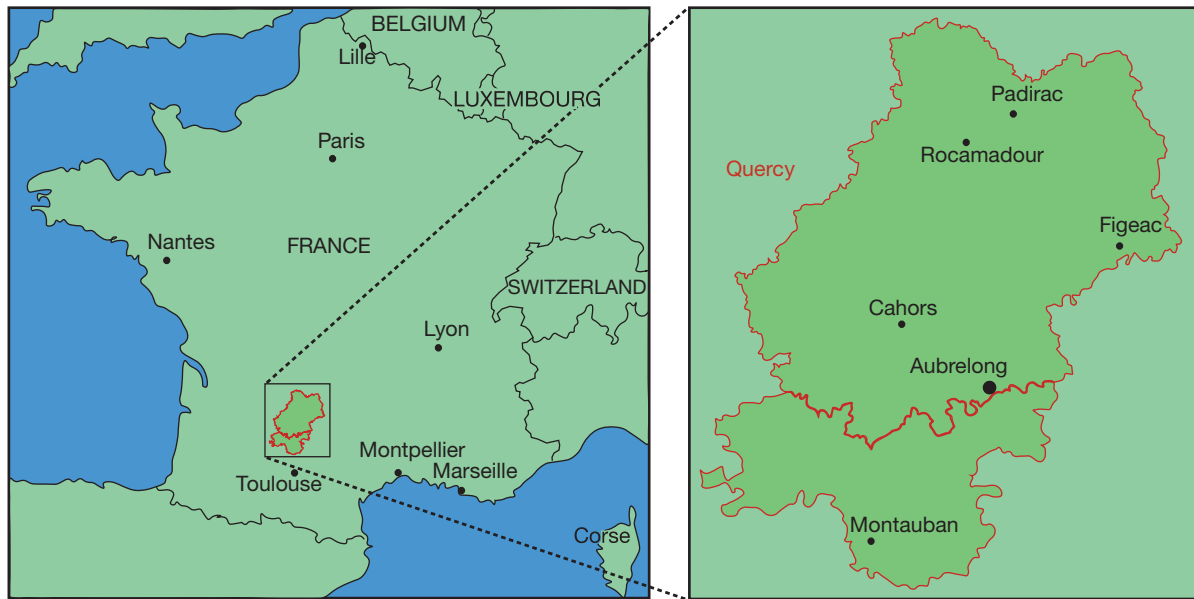 BELGIUM
Lille
LUXEMBOURG
Paris
Nantes
FRANCE
SWITZERLAND
Lyon
Montpellier
Marseille
Toulouse
Corse
Padirac
Rocamadour
Quercy
Figeac
Cahors
Aubrelong
Montauban